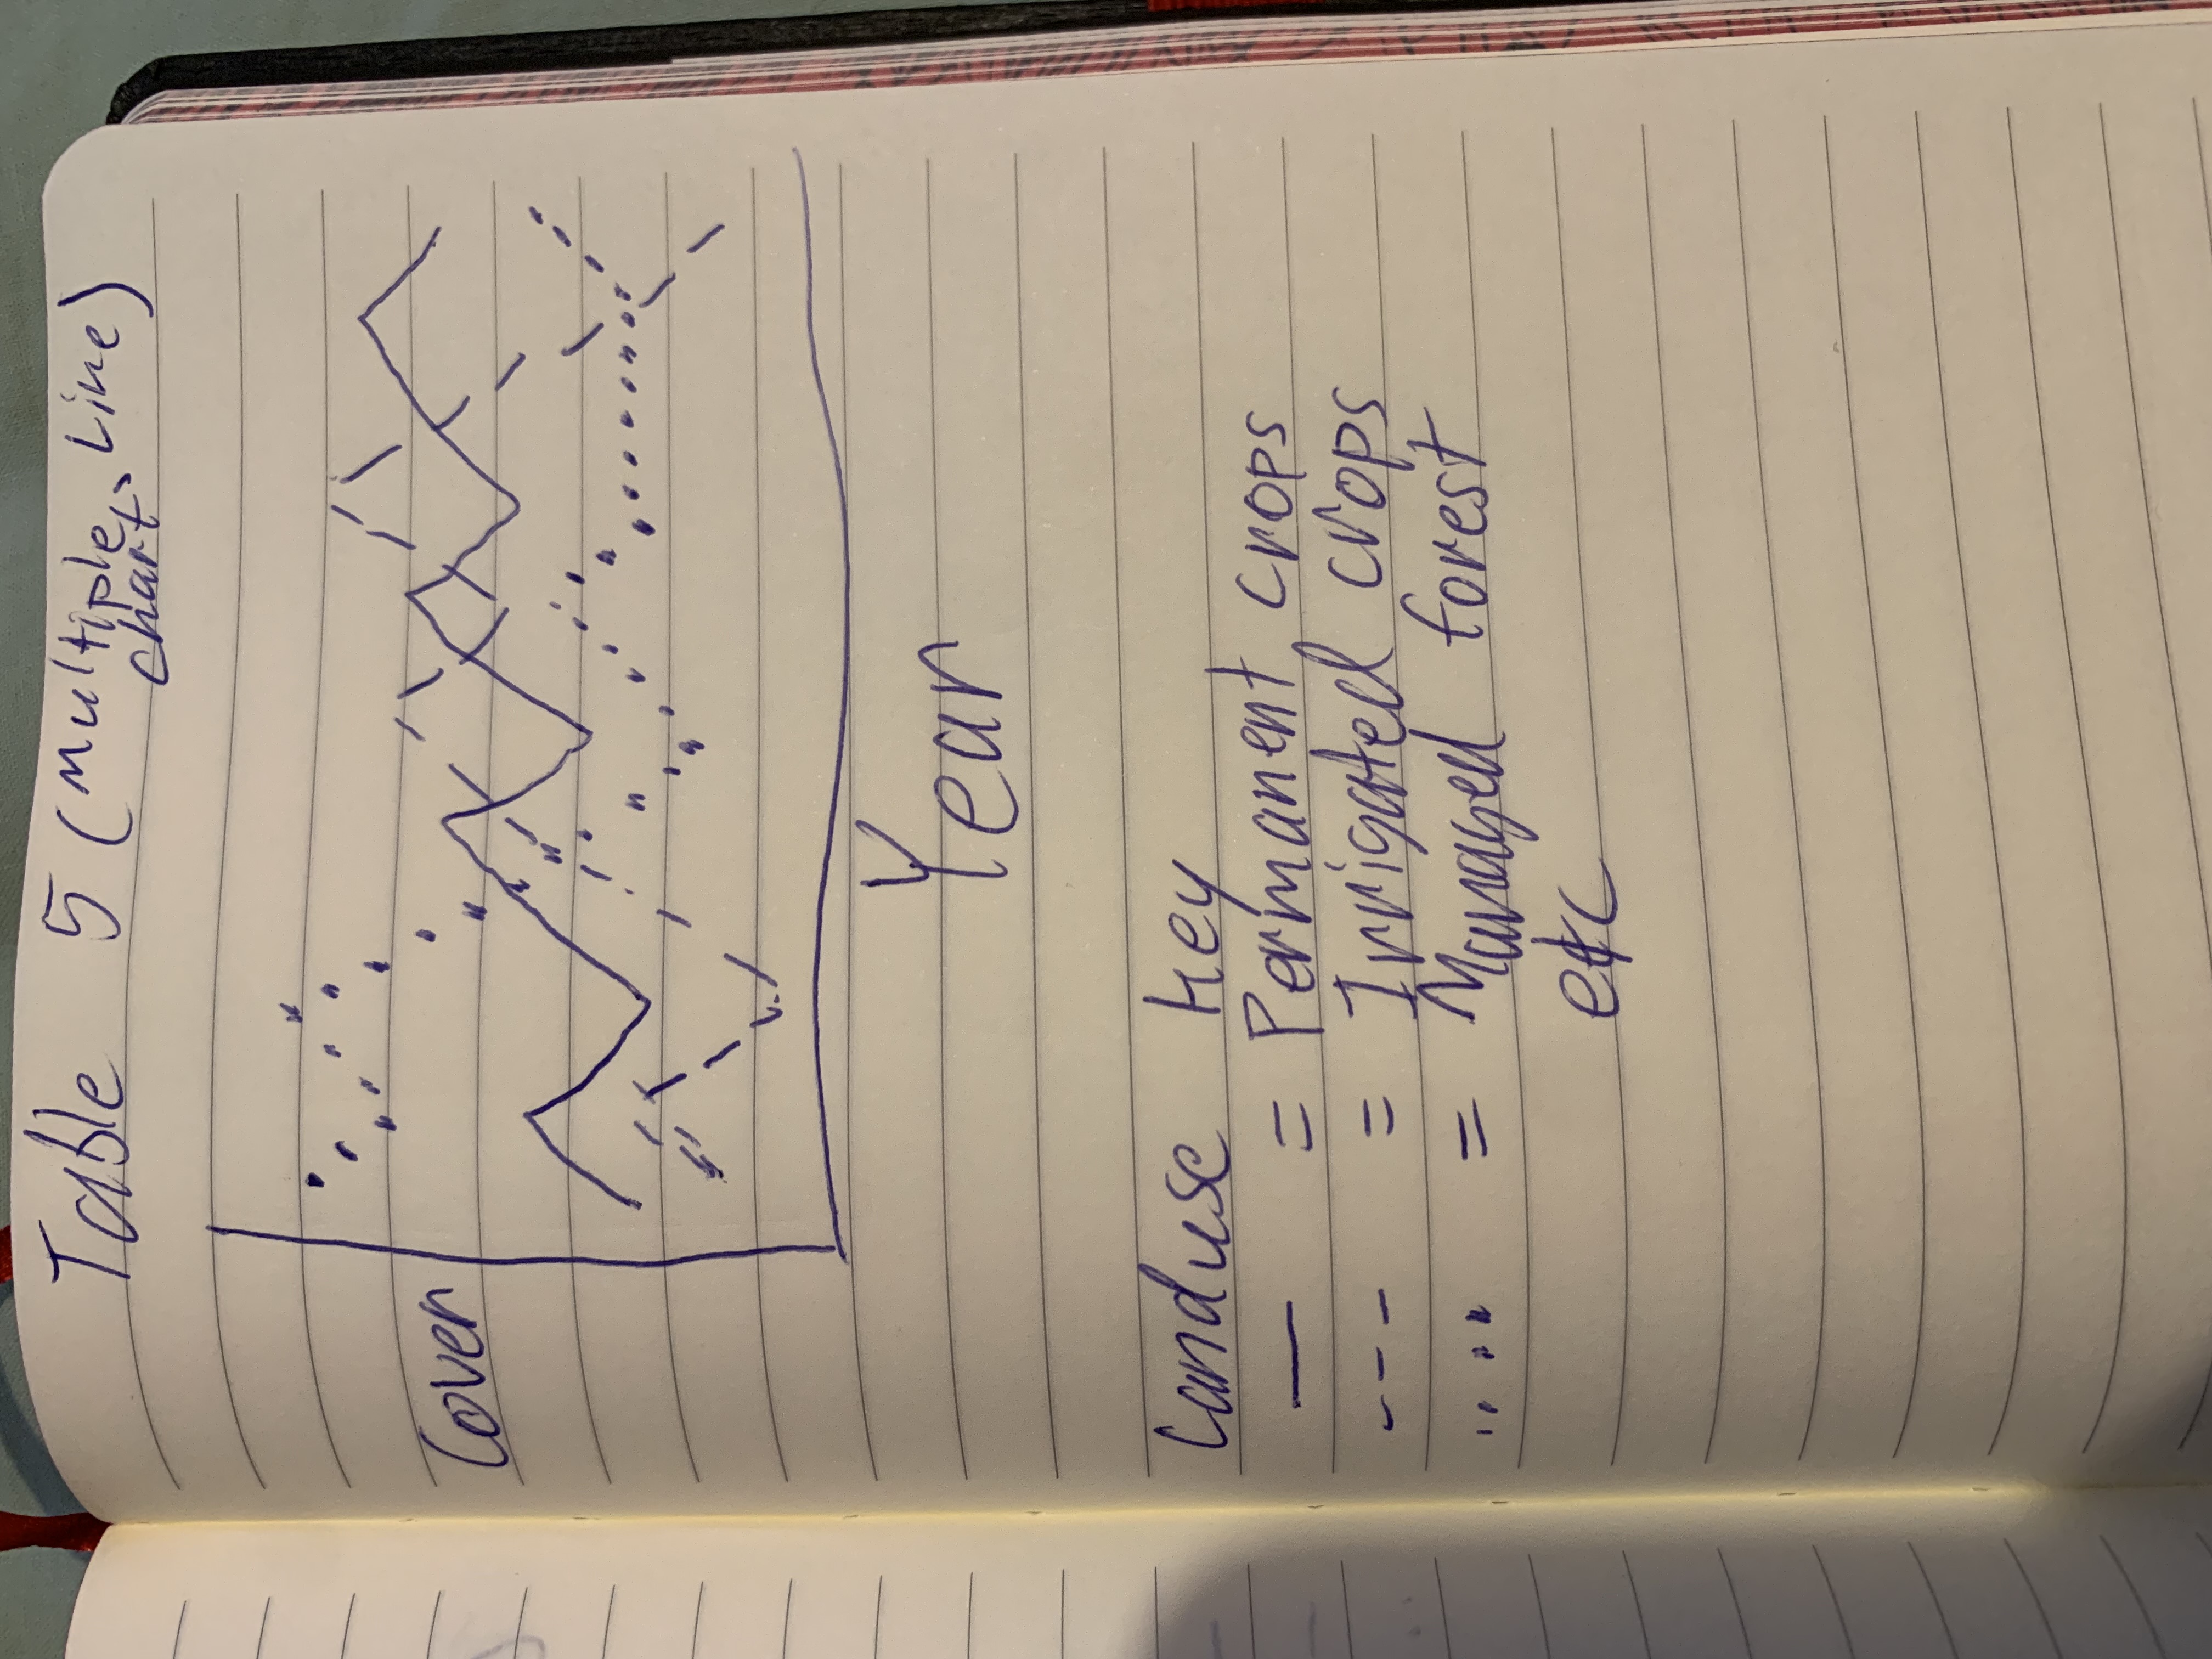 Table 5 (Multiple Line)
chart
Cover
Year
Landuse Key
— = Permanent crops
--- = Irrigated crops
.... = Managed forest
etc